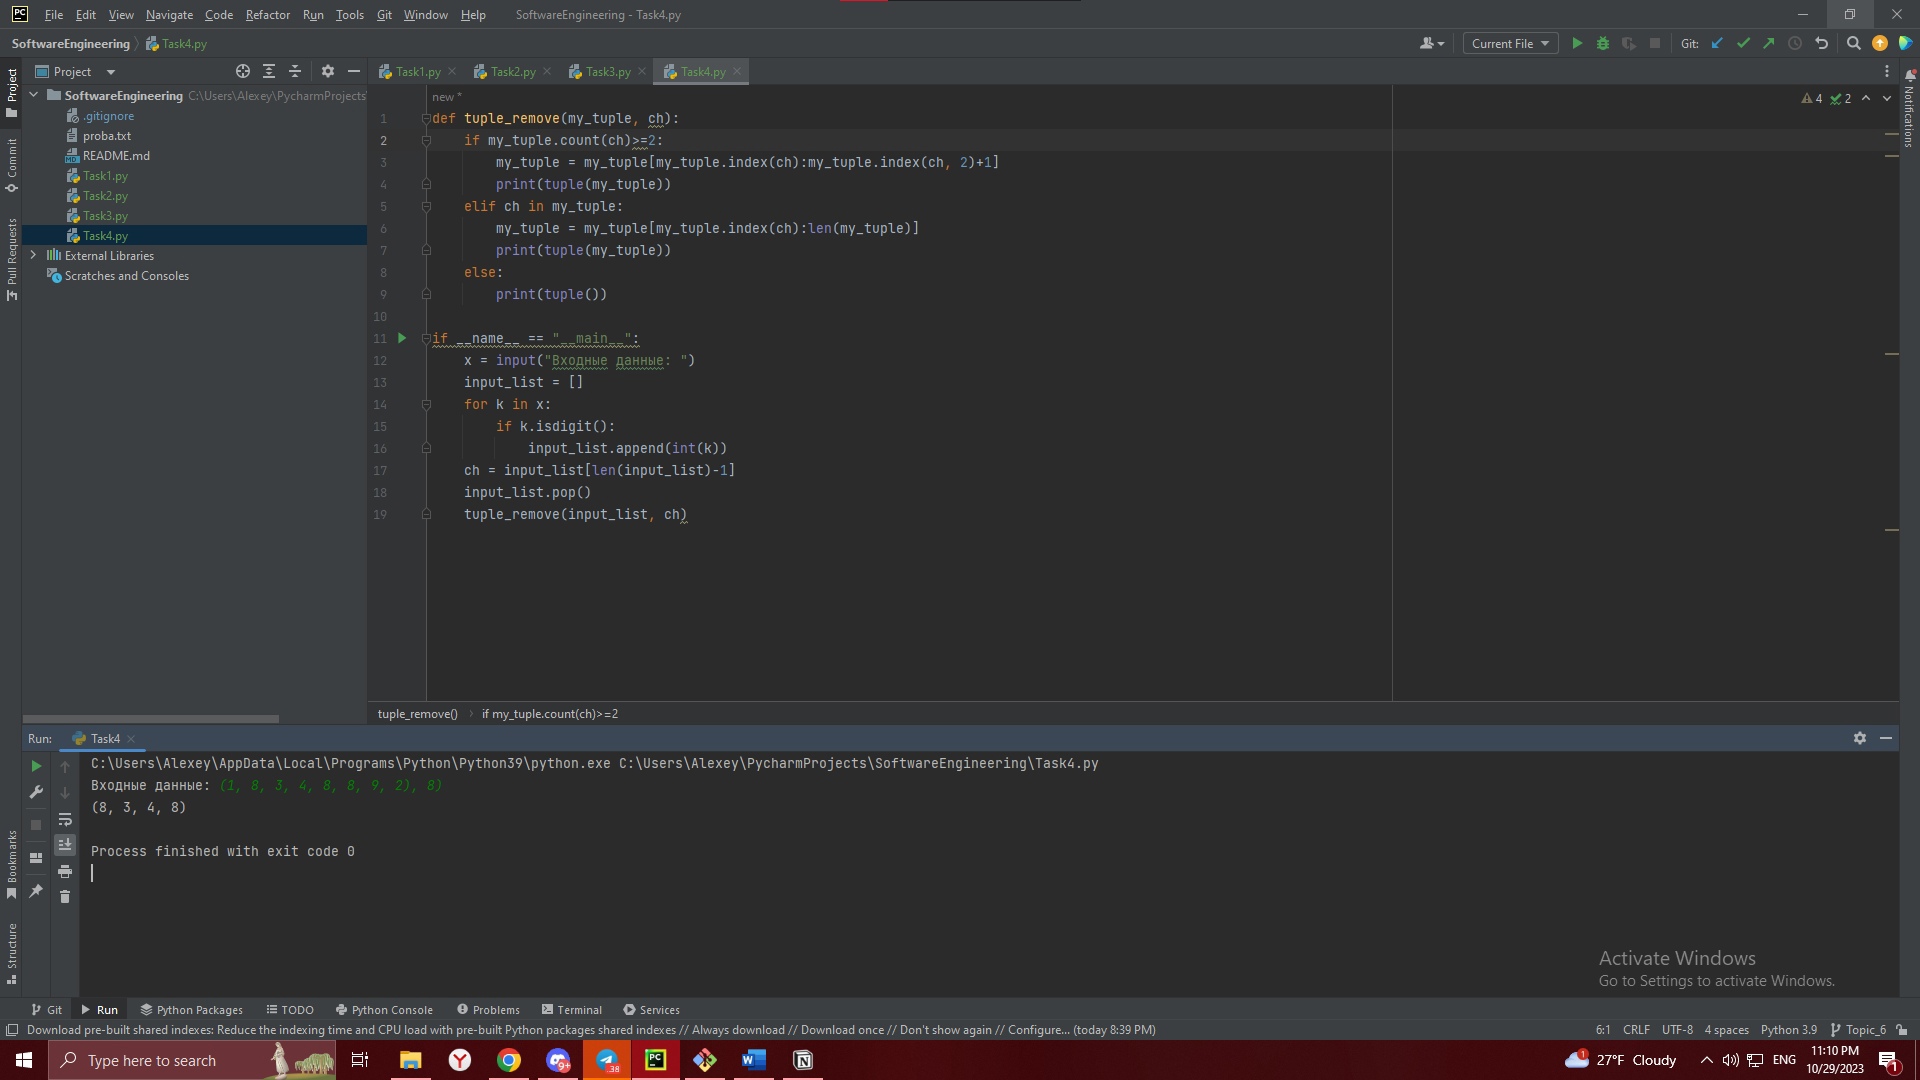 PC File Edit View Navigate Code Refactor Run Tools Git Window Help SoftwareEngineering - Task4.py
SoftwareEngineering Task4.py Current File Git:
Project
Task1.py Task2.py Task3.py Task4.py
SoftwareEngineering C:\Users\Alexey\PycharmProjects
.gitignore
proba.txt
README.md
Task1.py
Task2.py
Task3.py
Task4.py
External Libraries
Scratches and Consoles
Project
Commit
Pull Requests
Bookmarks
Structure
Notifications
new *
4 2
1 def tuple_remove(my_tuple, ch):
2 if my_tuple.count(ch)>=2:
3 my_tuple = my_tuple[my_tuple.index(ch):my_tuple.index(ch, 2)+1]
4 print(tuple(my_tuple))
5 elif ch in my_tuple:
6 my_tuple = my_tuple[my_tuple.index(ch):len(my_tuple)]
7 print(tuple(my_tuple))
8 else:
9 print(tuple())
10
11 if __name__ == "__main__":
12 x = input("Входные данные: ")
13 input_list = []
14 for k in x:
15 if k.isdigit():
16 input_list.append(int(k))
17 ch = input_list[len(input_list)-1]
18 input_list.pop()
19 tuple_remove(input_list, ch)
tuple_remove() if my_tuple.count(ch)>=2
Run: Task4
C:\Users\Alexey\AppData\Local\Programs\Python\Python39\python.exe C:\Users\Alexey\PycharmProjects\SoftwareEngineering\Task4.py
Входные данные: (1, 8, 3, 4, 8, 8, 9, 2), 8)
(8, 3, 4, 8)
Process finished with exit code 0
Activate Windows
Go to Settings to activate Windows.
Git Run Python Packages TODO Python Console Problems Terminal Services
Download pre-built shared indexes: Reduce the indexing time and CPU load with pre-built Python packages shared indexes // Always download // Download once // Don't show again // Configure... (today 8:39 PM) 6:1 CRLF UTF-8 4 spaces Python 3.9 Topic_6
Type here to search 9+ 38 PC 1 27°F Cloudy ENG 11:10 PM 1
10/29/2023